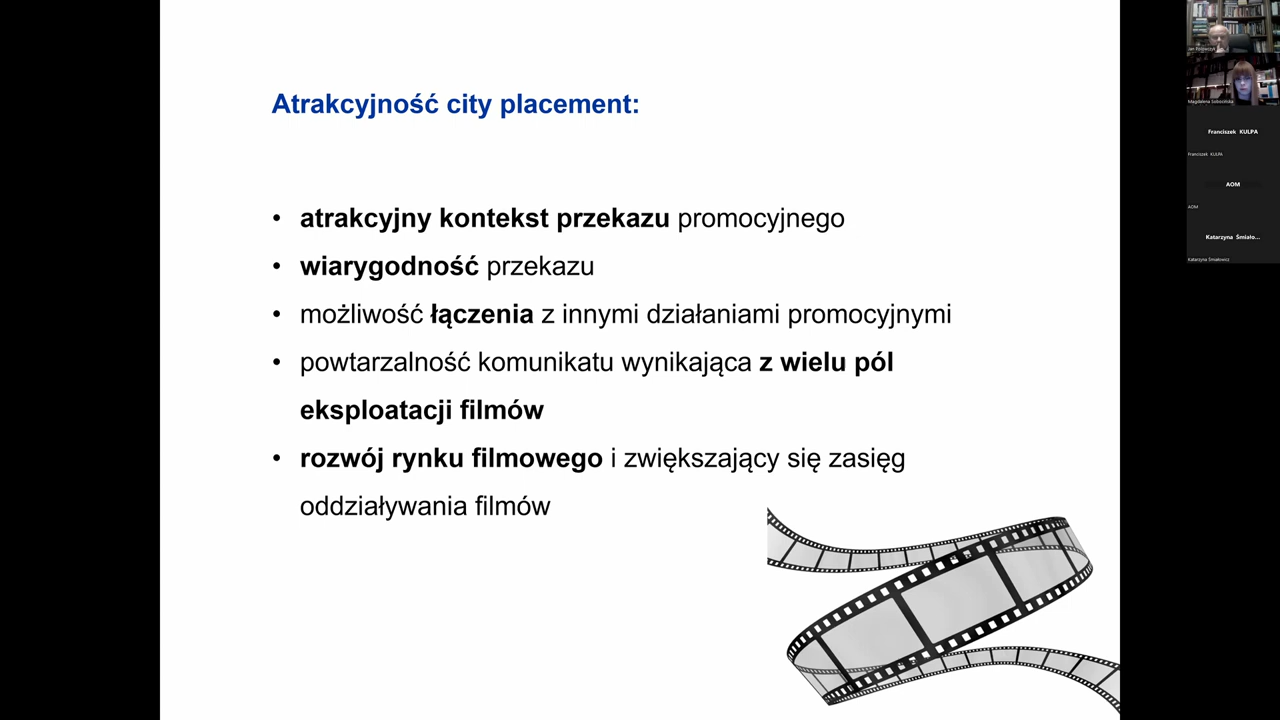 Atrakcyjność city placement:
• atrakcyjny kontekst przekazu promocyjnego
• wiarygodność przekazu
• możliwość łączenia z innymi działaniami promocyjnymi
• powtarzalność komunikatu wynikająca z wielu pól
eksploatacji filmów
• rozwój rynku filmowego i zwiększający się zasięg
oddziaływania filmów
Magdalena Sobocińska
Franciszek KULPA
Franciszek KULPA
AOM
AOM
Katarzyna Śmiało...
Katarzyna Śmiałowicz